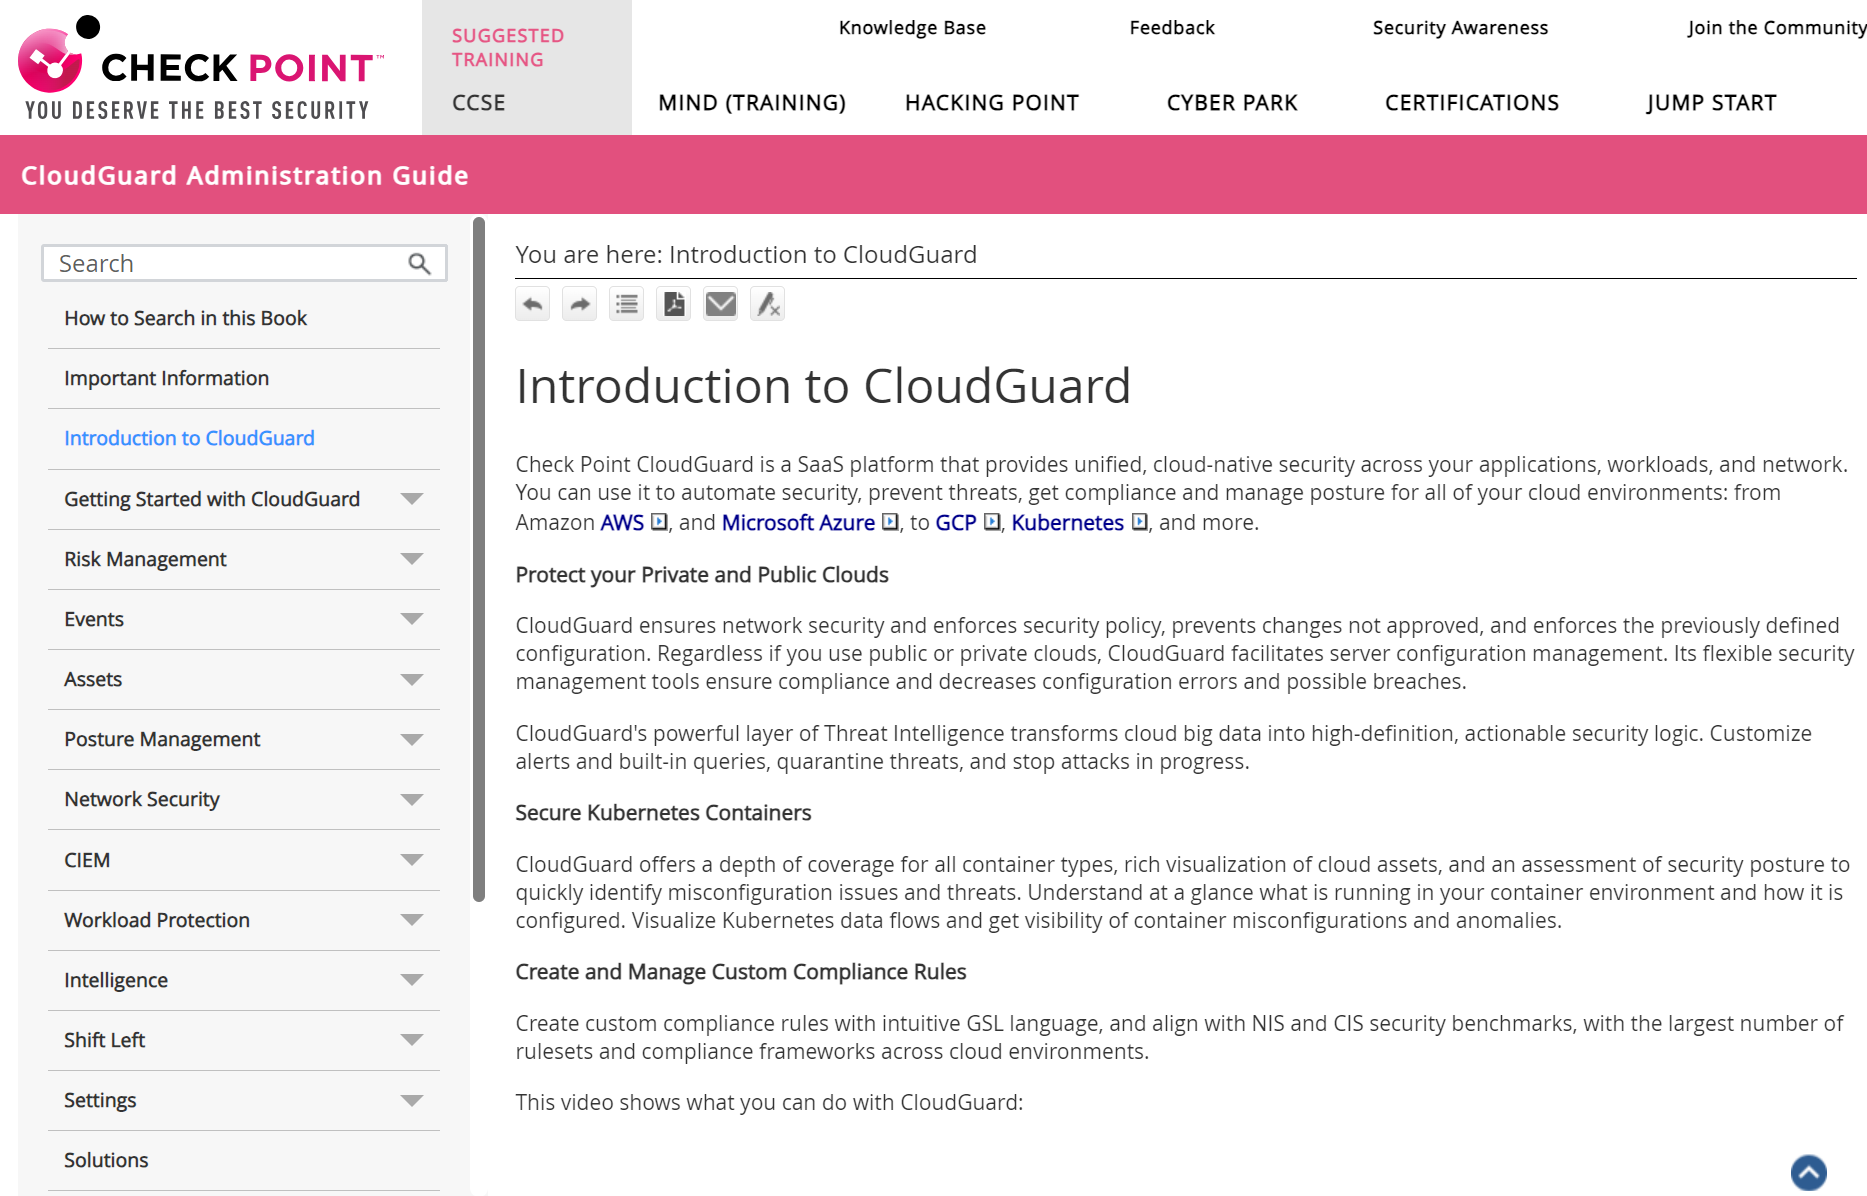 CHECK POINT™
YOU DESERVE THE BEST SECURITY
SUGGESTED
TRAINING
CCSE
Knowledge Base
Feedback
Security Awareness
Join the Community
MIND (TRAINING)
HACKING POINT
CYBER PARK
CERTIFICATIONS
JUMP START
CloudGuard Administration Guide
Search
How to Search in this Book
Important Information
Introduction to CloudGuard
Getting Started with CloudGuard
Risk Management
Events
Assets
Posture Management
Network Security
CIEM
Workload Protection
Intelligence
Shift Left
Settings
Solutions
You are here: Introduction to CloudGuard
Introduction to CloudGuard
Check Point CloudGuard is a SaaS platform that provides unified, cloud-native security across your applications, workloads, and network.
You can use it to automate security, prevent threats, get compliance and manage posture for all of your cloud environments: from
Amazon AWS, and Microsoft Azure, to GCP, Kubernetes, and more.
Protect your Private and Public Clouds
CloudGuard ensures network security and enforces security policy, prevents changes not approved, and enforces the previously defined
configuration. Regardless if you use public or private clouds, CloudGuard facilitates server configuration management. Its flexible security
management tools ensure compliance and decreases configuration errors and possible breaches.
CloudGuard's powerful layer of Threat Intelligence transforms cloud big data into high-definition, actionable security logic. Customize
alerts and built-in queries, quarantine threats, and stop attacks in progress.
Secure Kubernetes Containers
CloudGuard offers a depth of coverage for all container types, rich visualization of cloud assets, and an assessment of security posture to
quickly identify misconfiguration issues and threats. Understand at a glance what is running in your container environment and how it is
configured. Visualize Kubernetes data flows and get visibility of container misconfigurations and anomalies.
Create and Manage Custom Compliance Rules
Create custom compliance rules with intuitive GSL language, and align with NIS and CIS security benchmarks, with the largest number of
rulesets and compliance frameworks across cloud environments.
This video shows what you can do with CloudGuard: